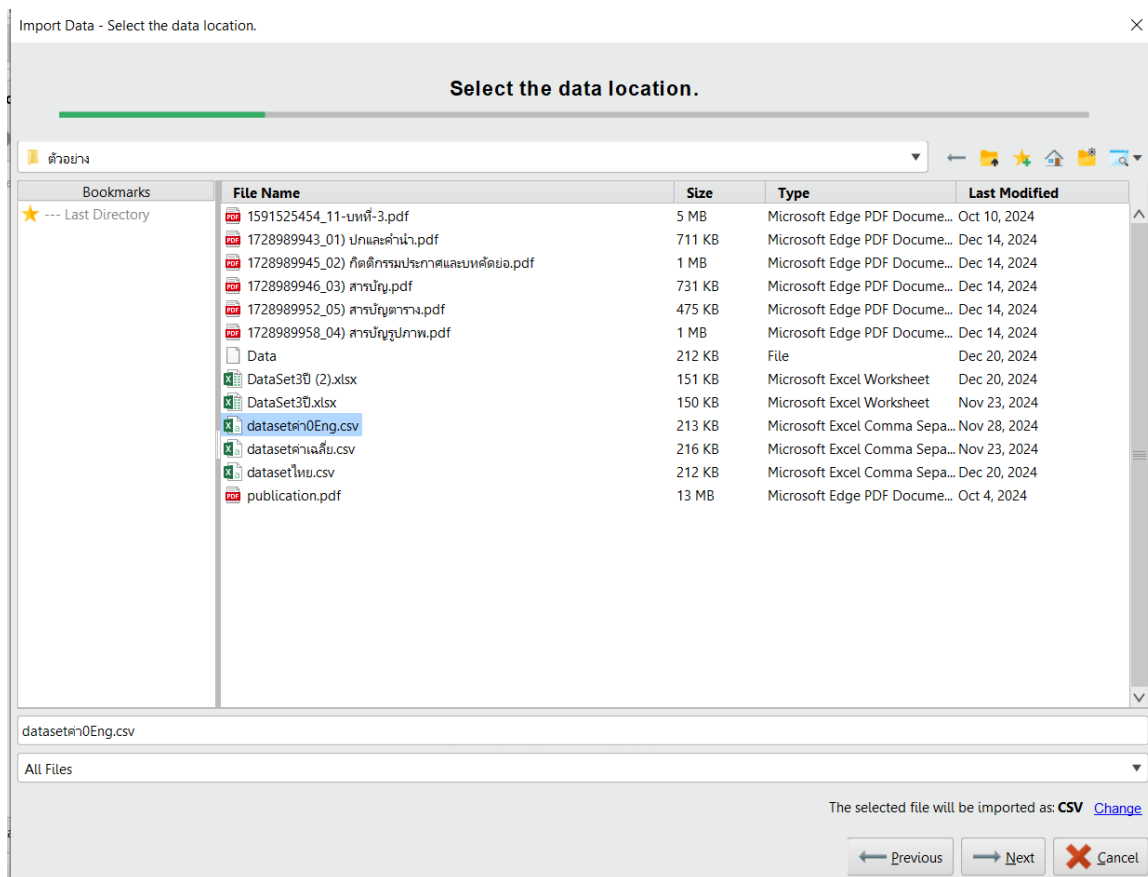 Import Data - Select the data location.
Select the data location.
ตัวอย่าง
Bookmarks File Name Size Type Last Modified
--- Last Directory
1591525454_11-บทที่-3.pdf 5 MB Microsoft Edge PDF Docume... Oct 10, 2024
1728989943_01) ปกและคำนำ.pdf 711 KB Microsoft Edge PDF Docume... Dec 14, 2024
1728989945_02) กิตติกรรมประกาศและบทคัดย่อ.pdf 1 MB Microsoft Edge PDF Docume... Dec 14, 2024
1728989946_03) สารบัญ.pdf 731 KB Microsoft Edge PDF Docume... Dec 14, 2024
1728989952_05) สารบัญตาราง.pdf 475 KB Microsoft Edge PDF Docume... Dec 14, 2024
1728989958_04) สารบัญรูปภาพ.pdf 1 MB Microsoft Edge PDF Docume... Dec 14, 2024
Data 212 KB File Dec 20, 2024
DataSet3ปี (2).xlsx 151 KB Microsoft Excel Worksheet Dec 20, 2024
DataSet3ปี.xlsx 150 KB Microsoft Excel Worksheet Nov 23, 2024
datasetค่า0Eng.csv 213 KB Microsoft Excel Comma Sepa... Nov 28, 2024
datasetค่าเฉลี่ย.csv 216 KB Microsoft Excel Comma Sepa... Nov 23, 2024
datasetไทย.csv 212 KB Microsoft Excel Comma Sepa... Dec 20, 2024
publication.pdf 13 MB Microsoft Edge PDF Docume... Oct 4, 2024
datasetค่า0Eng.csv
All Files
The selected file will be imported as: CSV Change
Previous Next Cancel